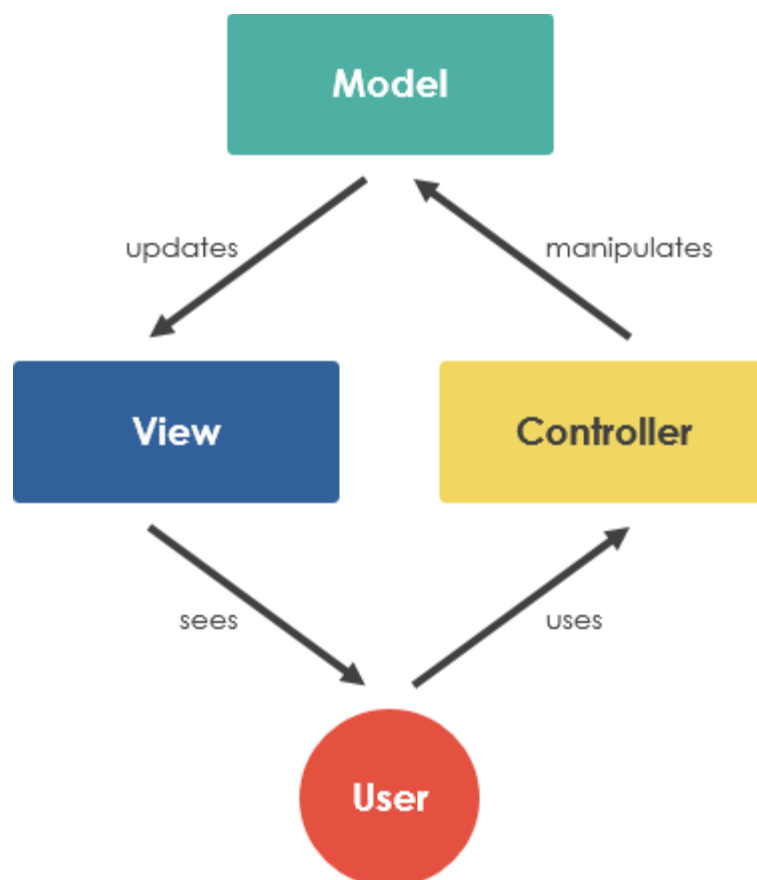 Model
updates
manipulates
View
Controller
sees
uses
User